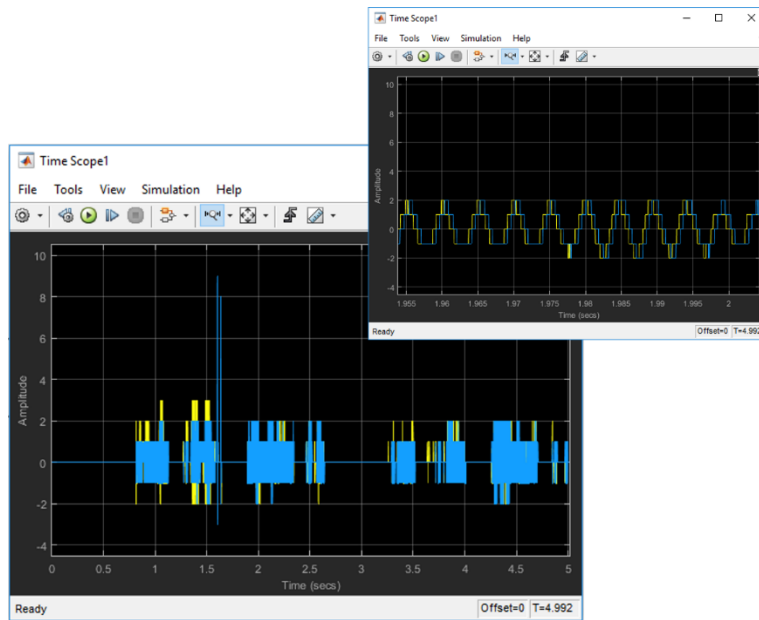 Time Scope1
File Tools View Simulation Help
10
8
6
4
2
0
-2
-4
Amplitude
1.955 1.96 1.965 1.97 1.975 1.98 1.985 1.99 1.995 2
Time (secs)
Ready Offset=0 T=4.992
Time Scope1
File Tools View Simulation Help
10
8
6
4
2
0
-2
-4
Amplitude
0 0.5 1 1.5 2 2.5 3 3.5 4 4.5 5
Time (secs)
Ready Offset=0 T=4.992